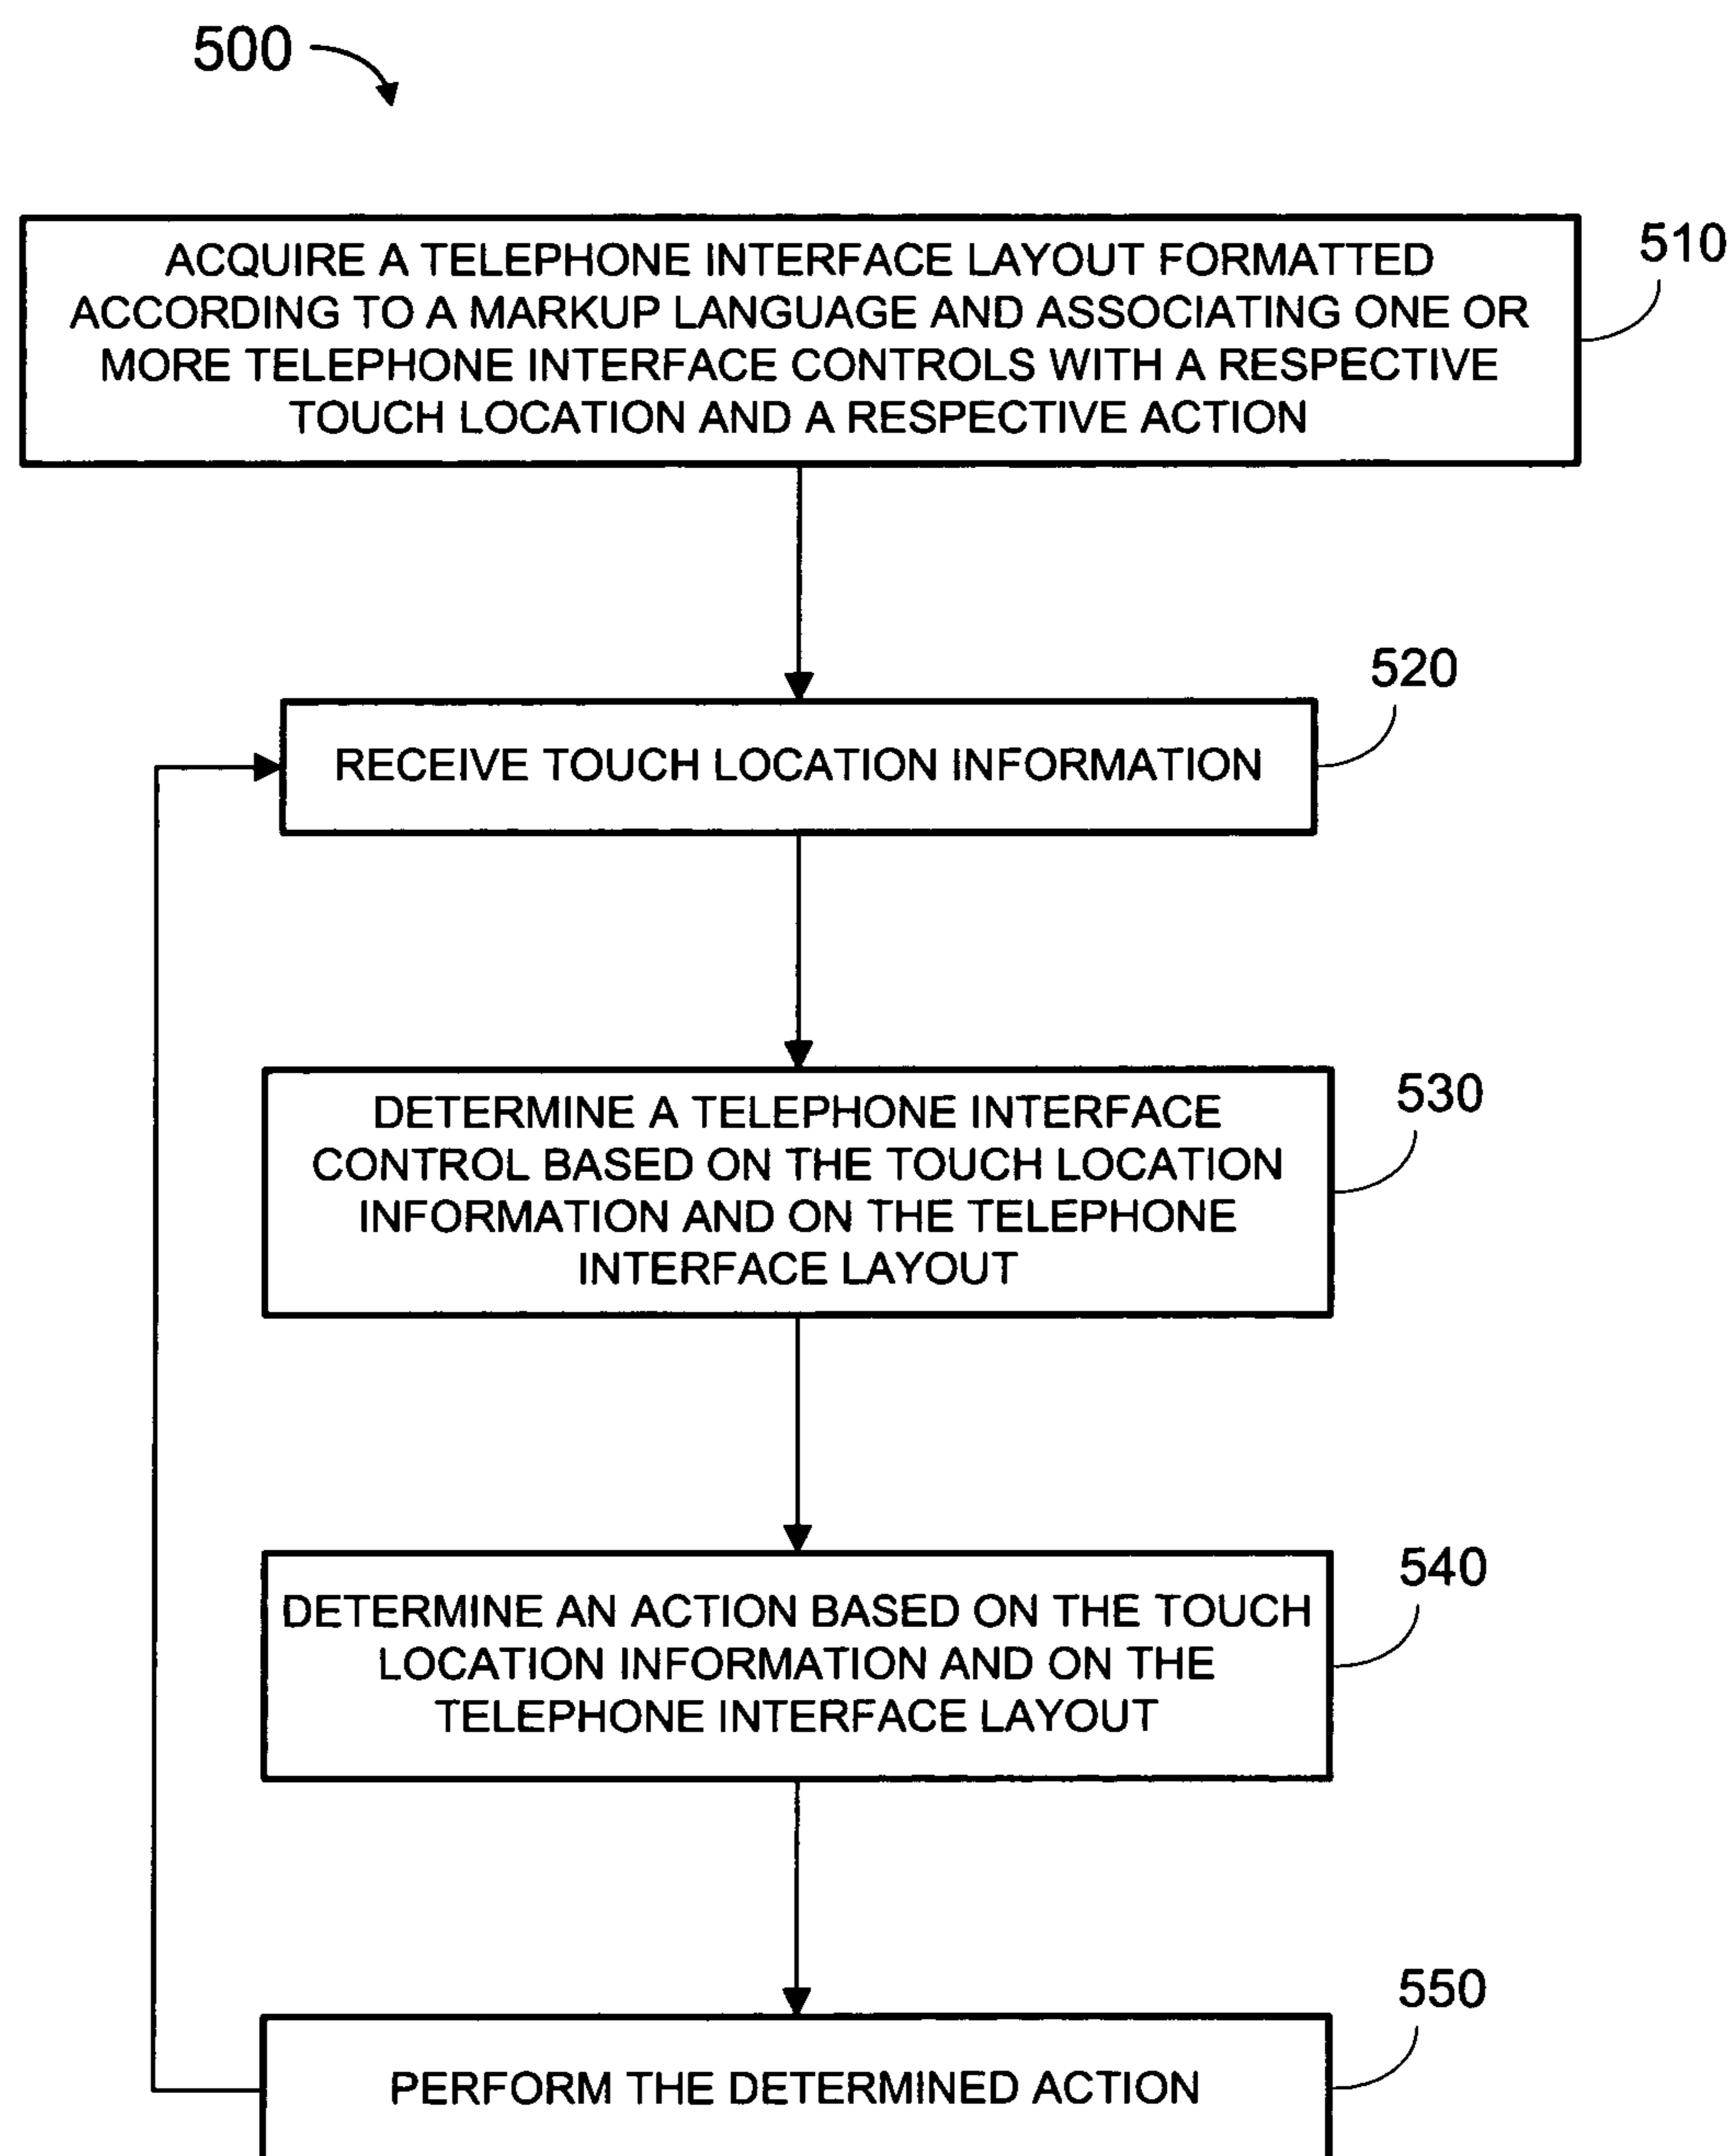 500
ACQUIRE A TELEPHONE INTERFACE LAYOUT FORMATTED
ACCORDING TO A MARKUP LANGUAGE AND ASSOCIATING ONE OR
MORE TELEPHONE INTERFACE CONTROLS WITH A RESPECTIVE
TOUCH LOCATION AND A RESPECTIVE ACTION
510
RECEIVE TOUCH LOCATION INFORMATION
520
DETERMINE A TELEPHONE INTERFACE
CONTROL BASED ON THE TOUCH LOCATION
INFORMATION AND ON THE TELEPHONE
INTERFACE LAYOUT
530
DETERMINE AN ACTION BASED ON THE TOUCH
LOCATION INFORMATION AND ON THE
TELEPHONE INTERFACE LAYOUT
540
PERFORM THE DETERMINED ACTION
550